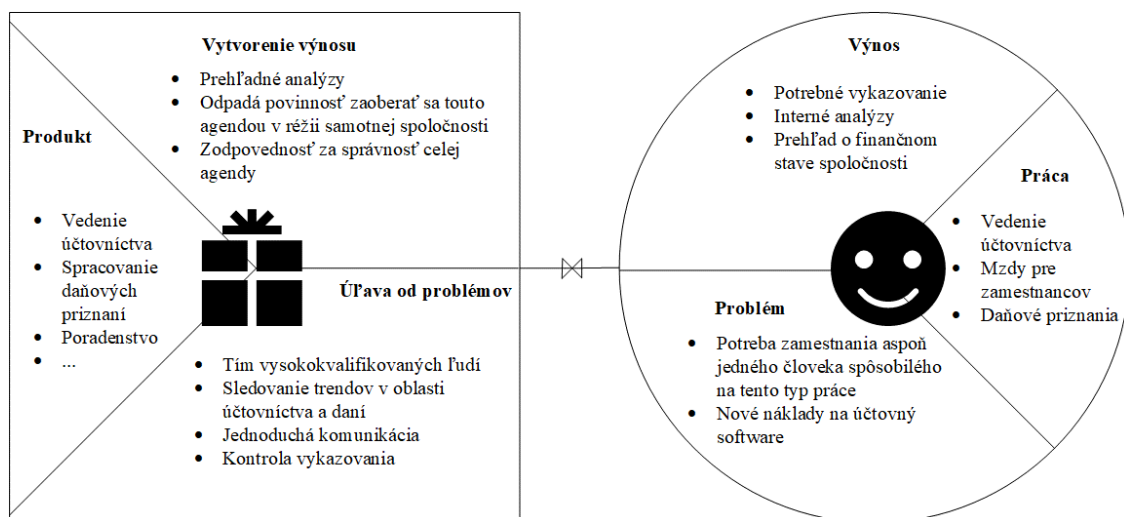 Vytvorenie výnosu
• Prehľadné analýzy
• Odpadá povinnosť zaoberať sa touto
agendou v réžii samotnej spoločnosti
• Zodpovednosť za správnosť celej
agendy
Produkt
• Vedenie
účtovníctva
• Spracovanie
daňových
priznaní
• Poradenstvo
• ...
Úľava od problémov
• Tím vysokokvalifikovaných ľudí
• Sledovanie trendov v oblasti
účtovníctva a daní
• Jednoduchá komunikácia
• Kontrola vykazovania
Výnos
• Potrebné vykazovanie
• Interné analýzy
• Prehľad o finančnom
stave spoločnosti
Práca
• Vedenie
účtovníctva
• Mzdy pre
zamestnancov
• Daňové priznania
Problém
• Potreba zamestnania aspoň
jedného človeka spôsobilého
na tento typ práce
• Nové náklady na účtovný
software